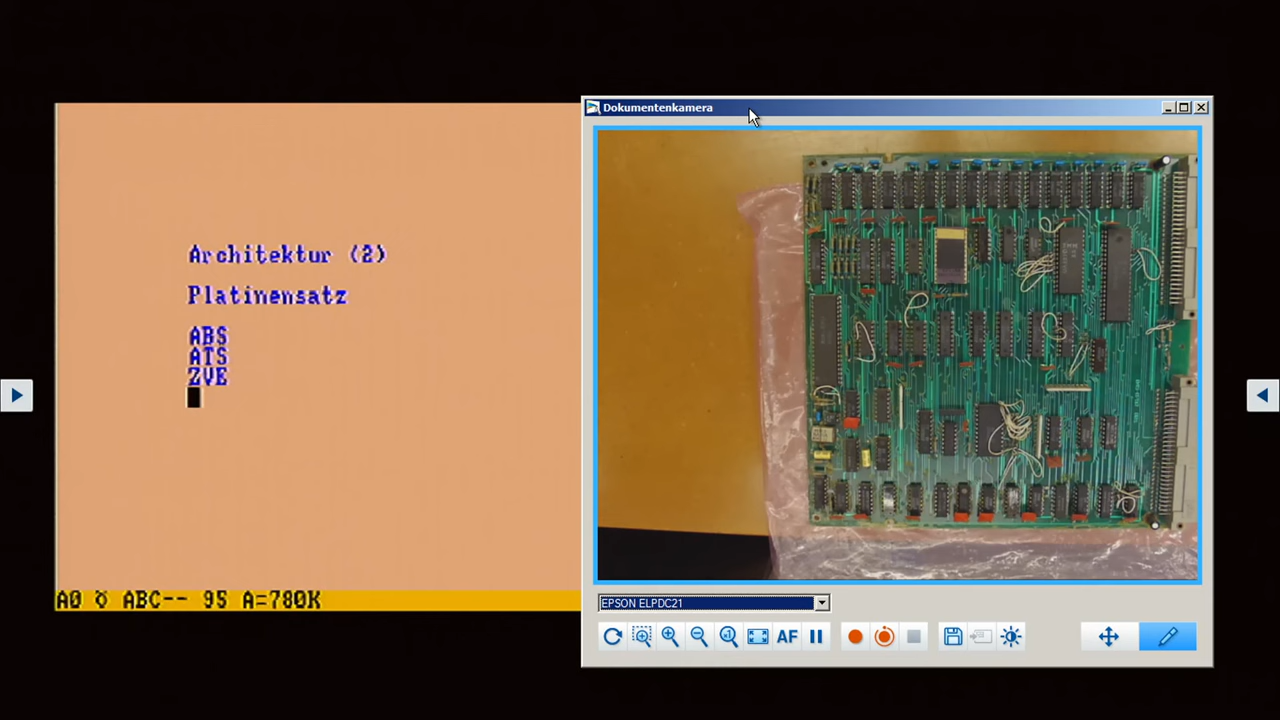 Architektur (2)
Platinensatz
ABS
ATS
ZVE
A0 ŏ ABC-- 95 A=780K
Dokumentenkamera
EPSON ELPDC21
AF